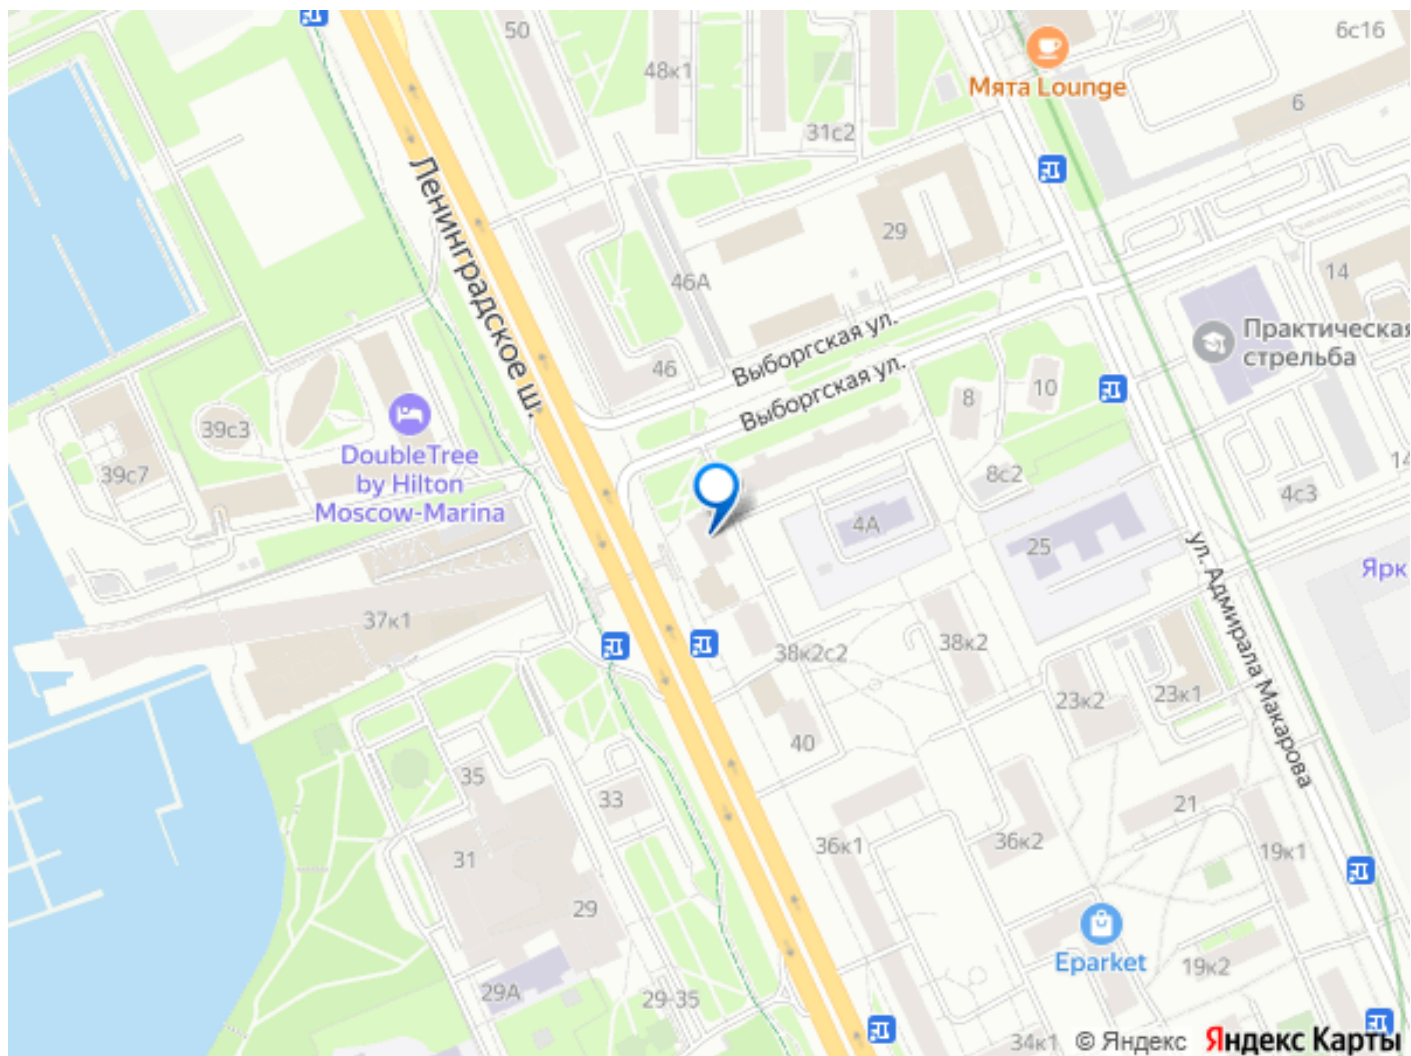 50
6с16
48к1
Мята Lounge
6
31с2
Ленинградское ш.
29
46А
14
Практическая
стрельба
Выборгская ул.
46
Выборгская ул.
10
8
39с3
DoubleTree
by Hilton
Moscow-Marina
39с7
8с2
14
4с3
4А
25
Ярк
ул. Адмирала Макарова
37к1
38к2с2
38к2
23к2
23к1
40
35
33
21
36к1
36к2
31
19к1
29
Eparket
19к2
29А
29-35
34к1
© Яндекс Яндекс Карты